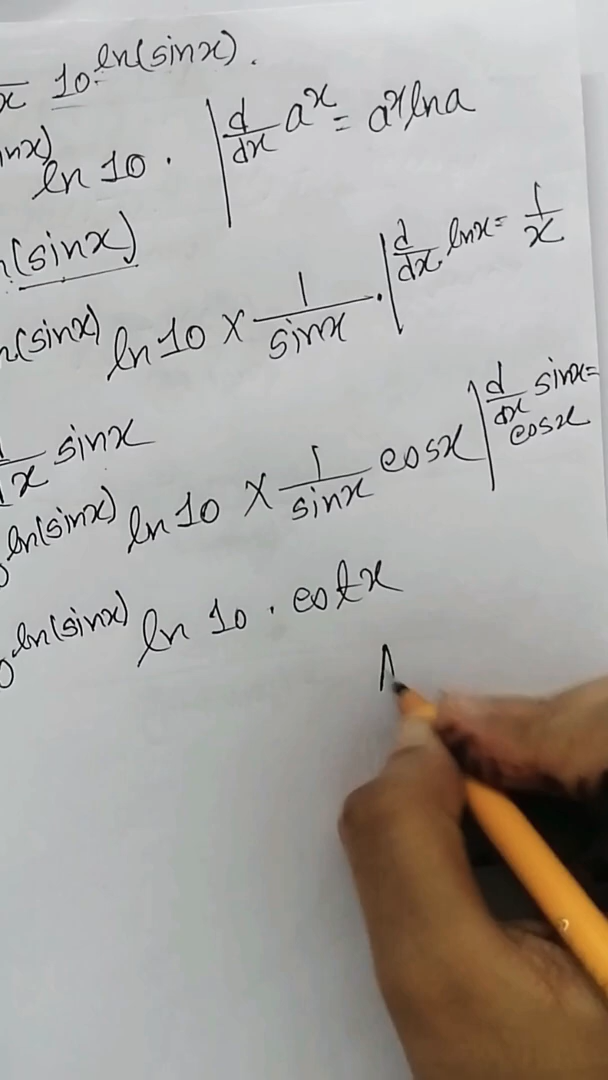 x 10^ln(sinx).
ln 10 . | d/dx a^x = a^x lna
(sinx)
(sinx) ln 10 × 1/sinx . | d/dx lnx = 1/x
x sinx
ln(sinx) ln 10 × 1/sinx cosx | d/dx sinx = cosx
ln(sinx) ln 10 . cotx